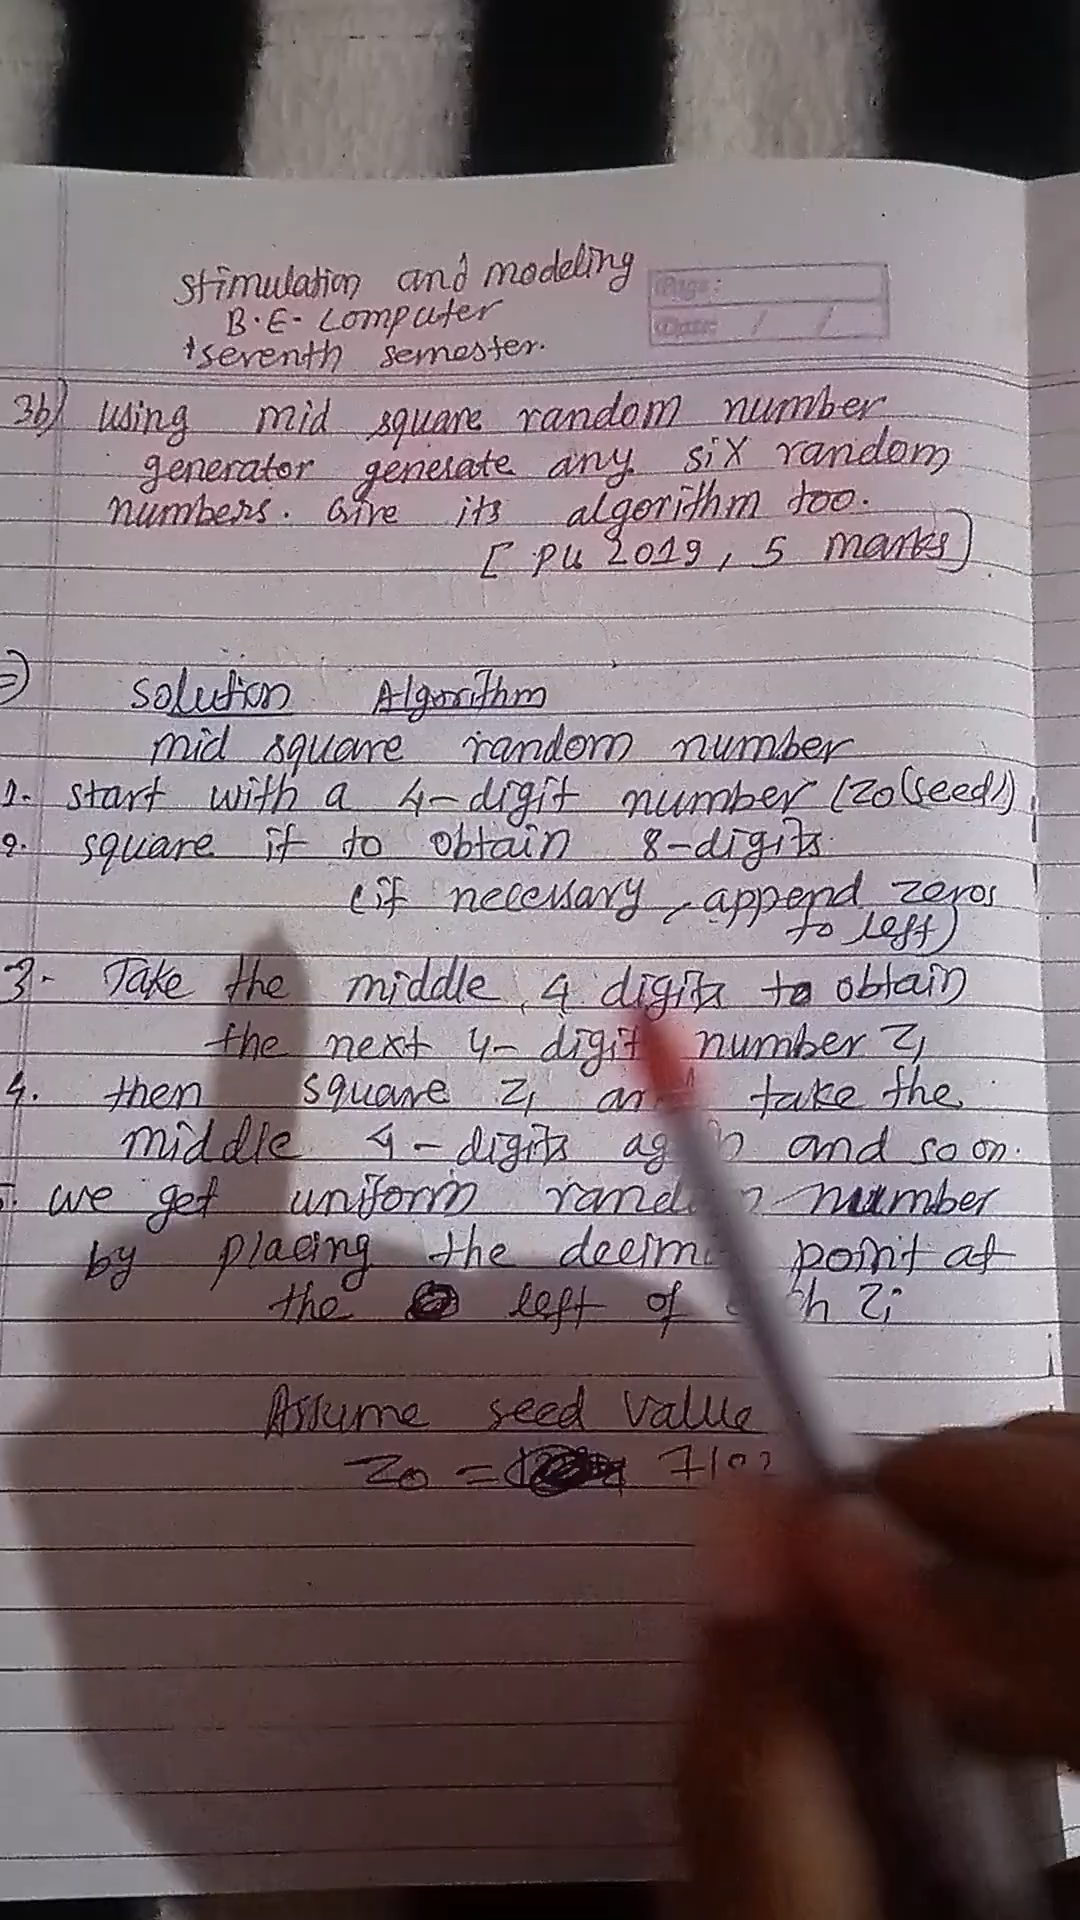 Stimulation and modeling
B.E. Computer
seventh semester.
Page:
Date: / /
3b) Using mid square random number
generator generate any six random
numbers. Give its algorithm too.
[PU 2019, 5 marks]
=)
Solution Algorithm
mid square random number
1. start with a 4-digit number (Z0(seed))
2. square it to obtain 8-digits
(if necessary, append zeros
to left)
3. Take the middle 4 digits to obtain
the next 4-digit number Z1
4. then square Z1 and take the
middle 4-digits ag and so on.
5. we get uniform number
by placing the point at
the left of Zi
Assume seed value
Z0 =